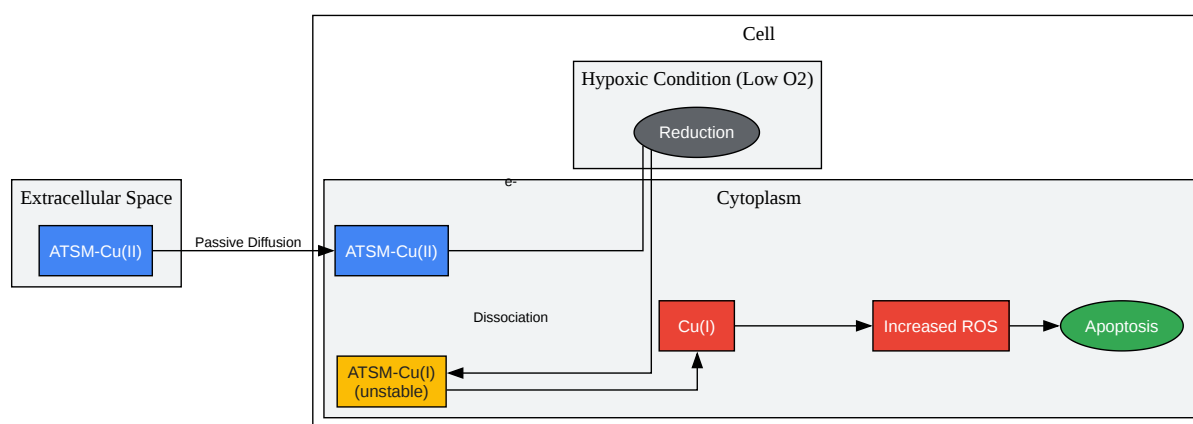 Cell
Hypoxic Condition (Low O2)
Reduction
e-
Extracellular Space
Cytoplasm
ATSM-Cu(II)
Passive Diffusion
ATSM-Cu(II)
Dissociation
Cu(I)
Increased ROS
Apoptosis
ATSM-Cu(I)
(unstable)